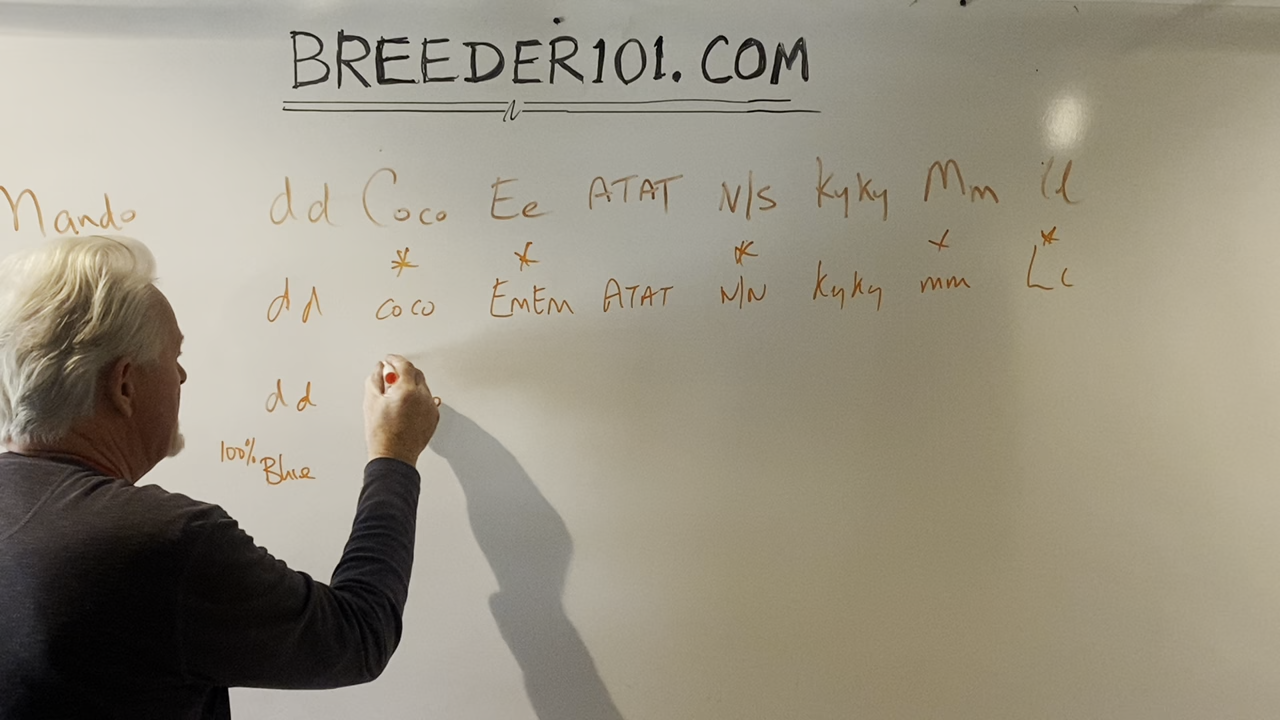 BREEDER101.COM
Nando dd Coco Ee ATAT N/S KyKy Mm ll
* * * x *
dd coco EmEm ATAT N/N KyKy mm Ll
dd
100% Blue